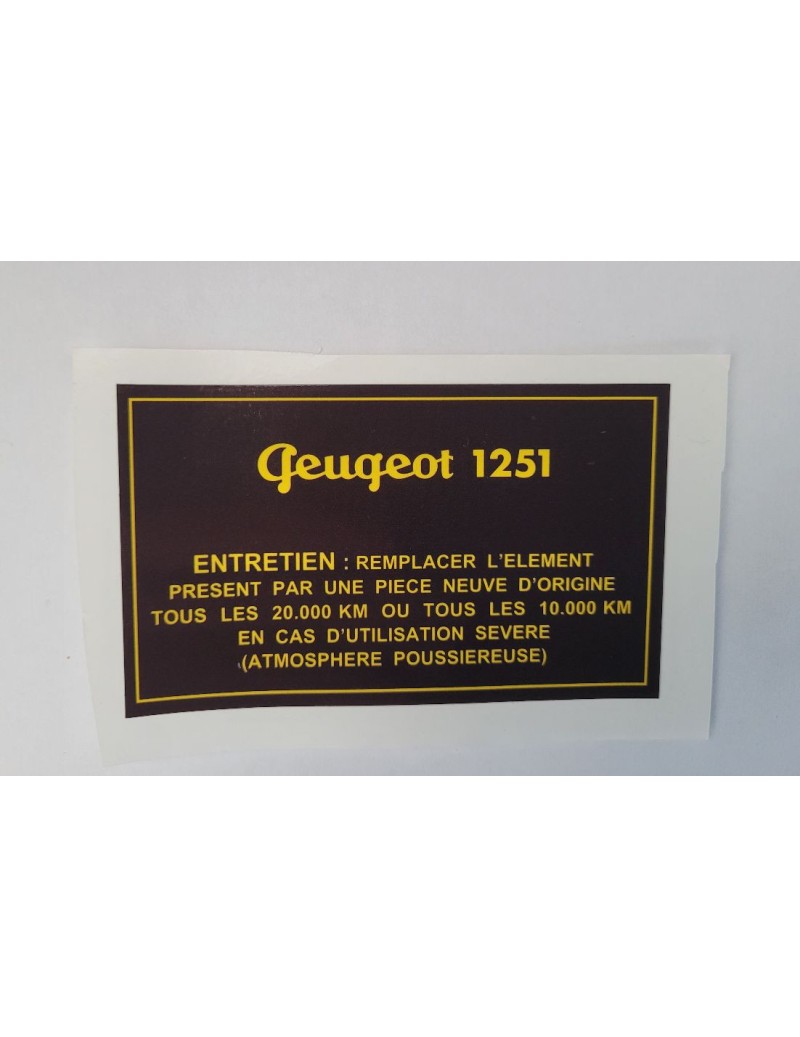 Peugeot 1251
ENTRETIEN : REMPLACER L'ELEMENT
PRESENT PAR UNE PIECE NEUVE D'ORIGINE
TOUS LES 20.000 KM OU TOUS LES 10.000 KM
EN CAS D'UTILISATION SEVERE
(ATMOSPHERE POUSSIEREUSE)